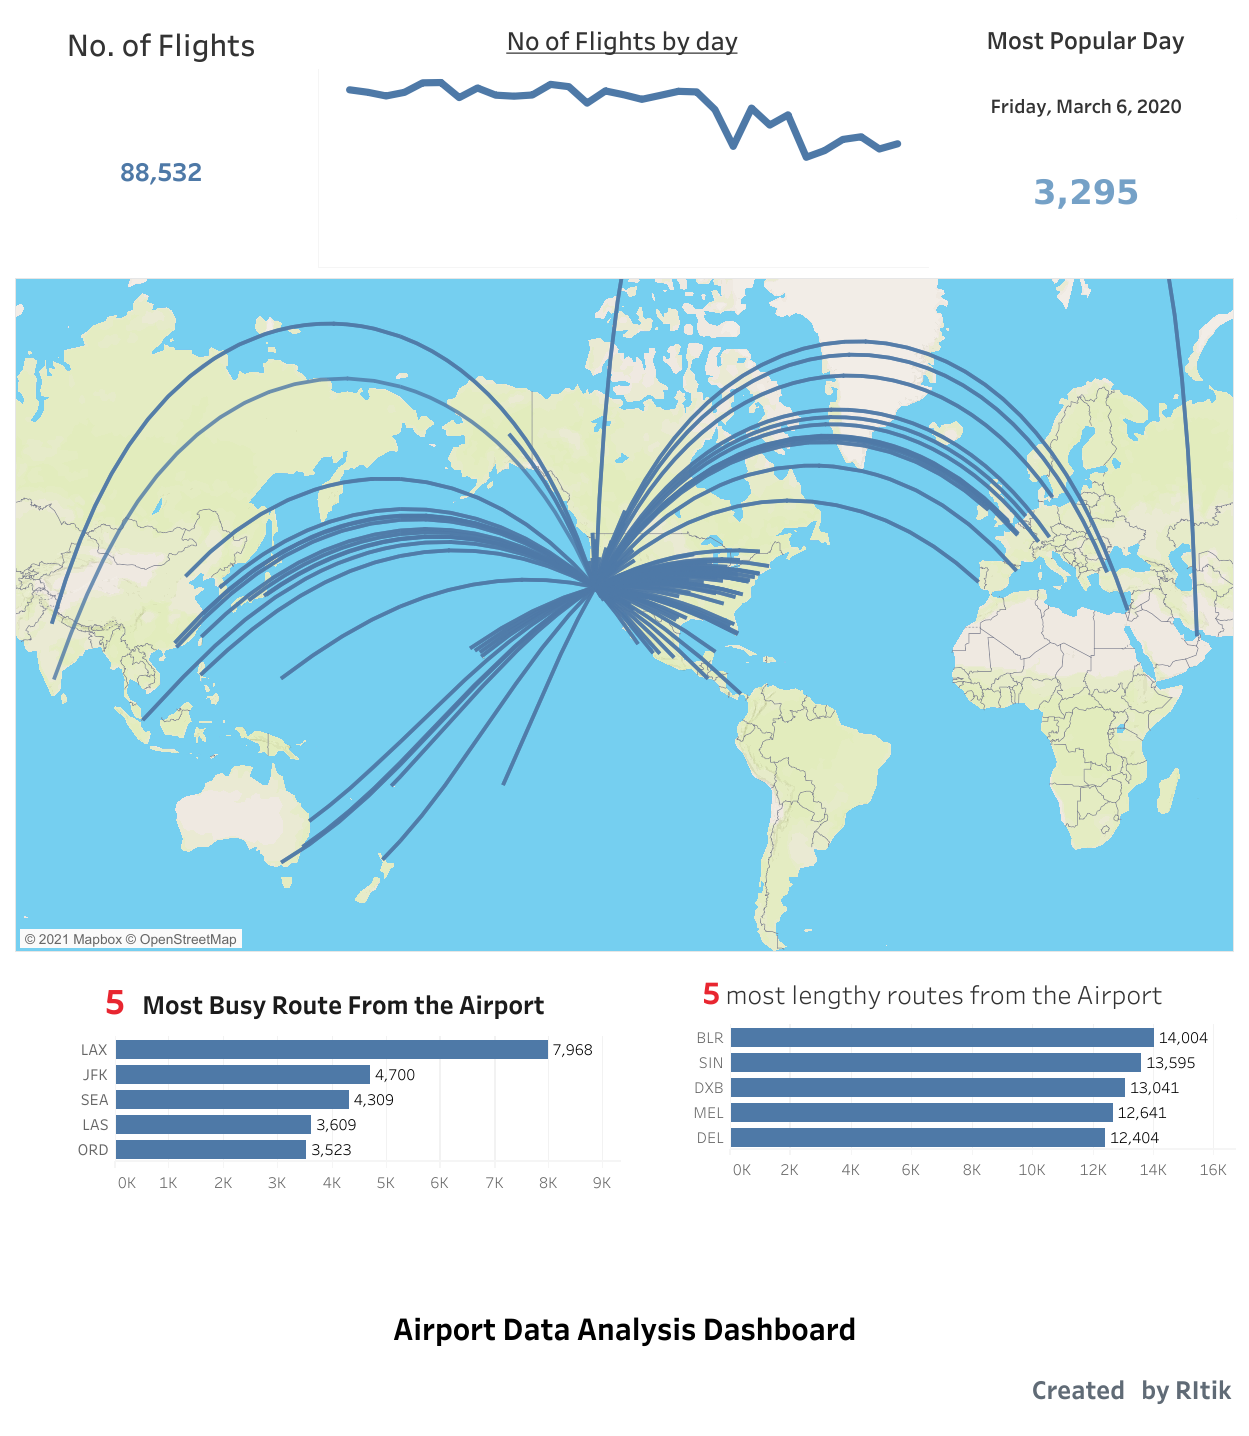 No. of Flights
88,532
No of Flights by day
Most Popular Day
Friday, March 6, 2020
3,295
© 2021 Mapbox © OpenStreetMap
5 Most Busy Route From the Airport
LAX 7,968
JFK 4,700
SEA 4,309
LAS 3,609
ORD 3,523
0K 1K 2K 3K 4K 5K 6K 7K 8K 9K
5 most lengthy routes from the Airport
BLR 14,004
SIN 13,595
DXB 13,041
MEL 12,641
DEL 12,404
0K 2K 4K 6K 8K 10K 12K 14K 16K
Airport Data Analysis Dashboard
Created by RItik